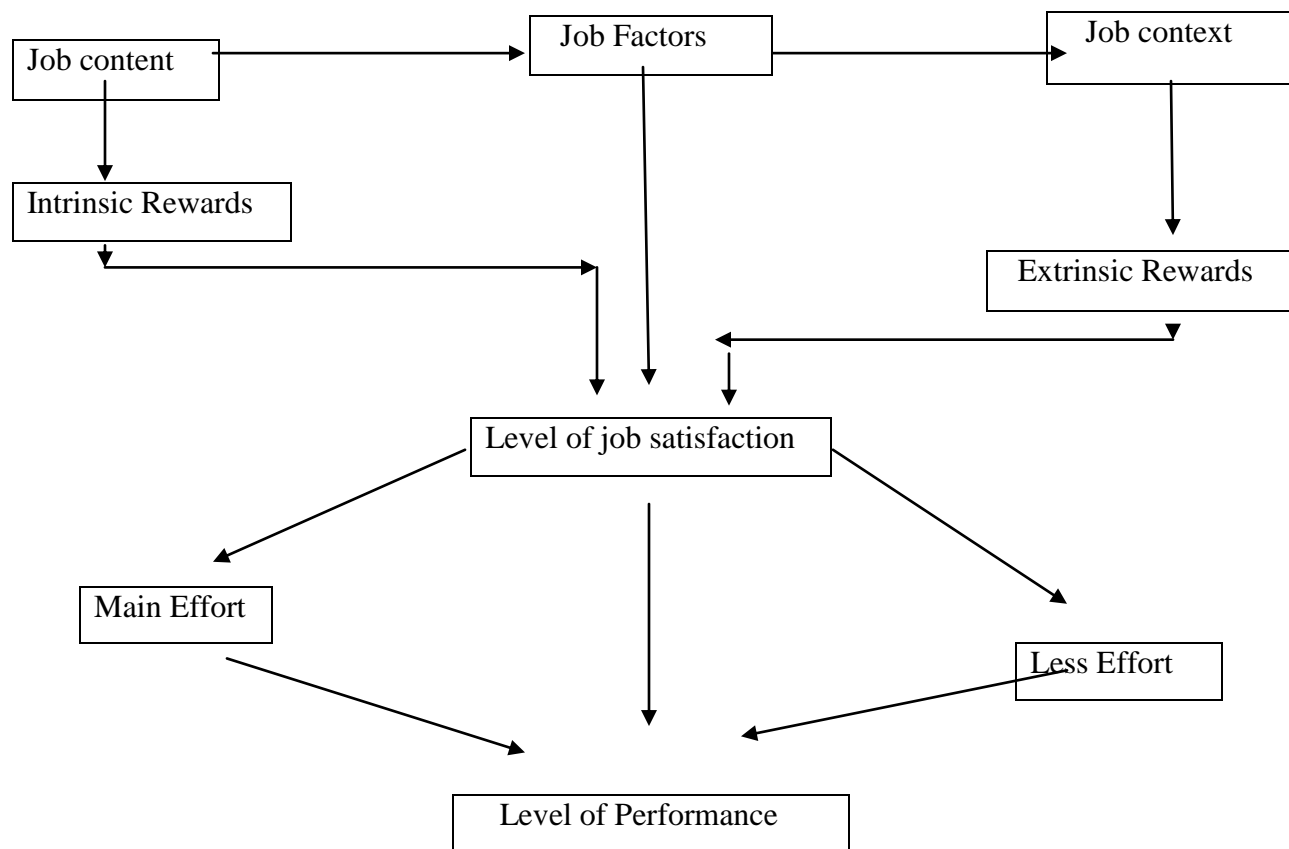 Job content
Job Factors
Job context
Intrinsic Rewards
Extrinsic Rewards
Level of job satisfaction
Main Effort
Less Effort
Level of Performance